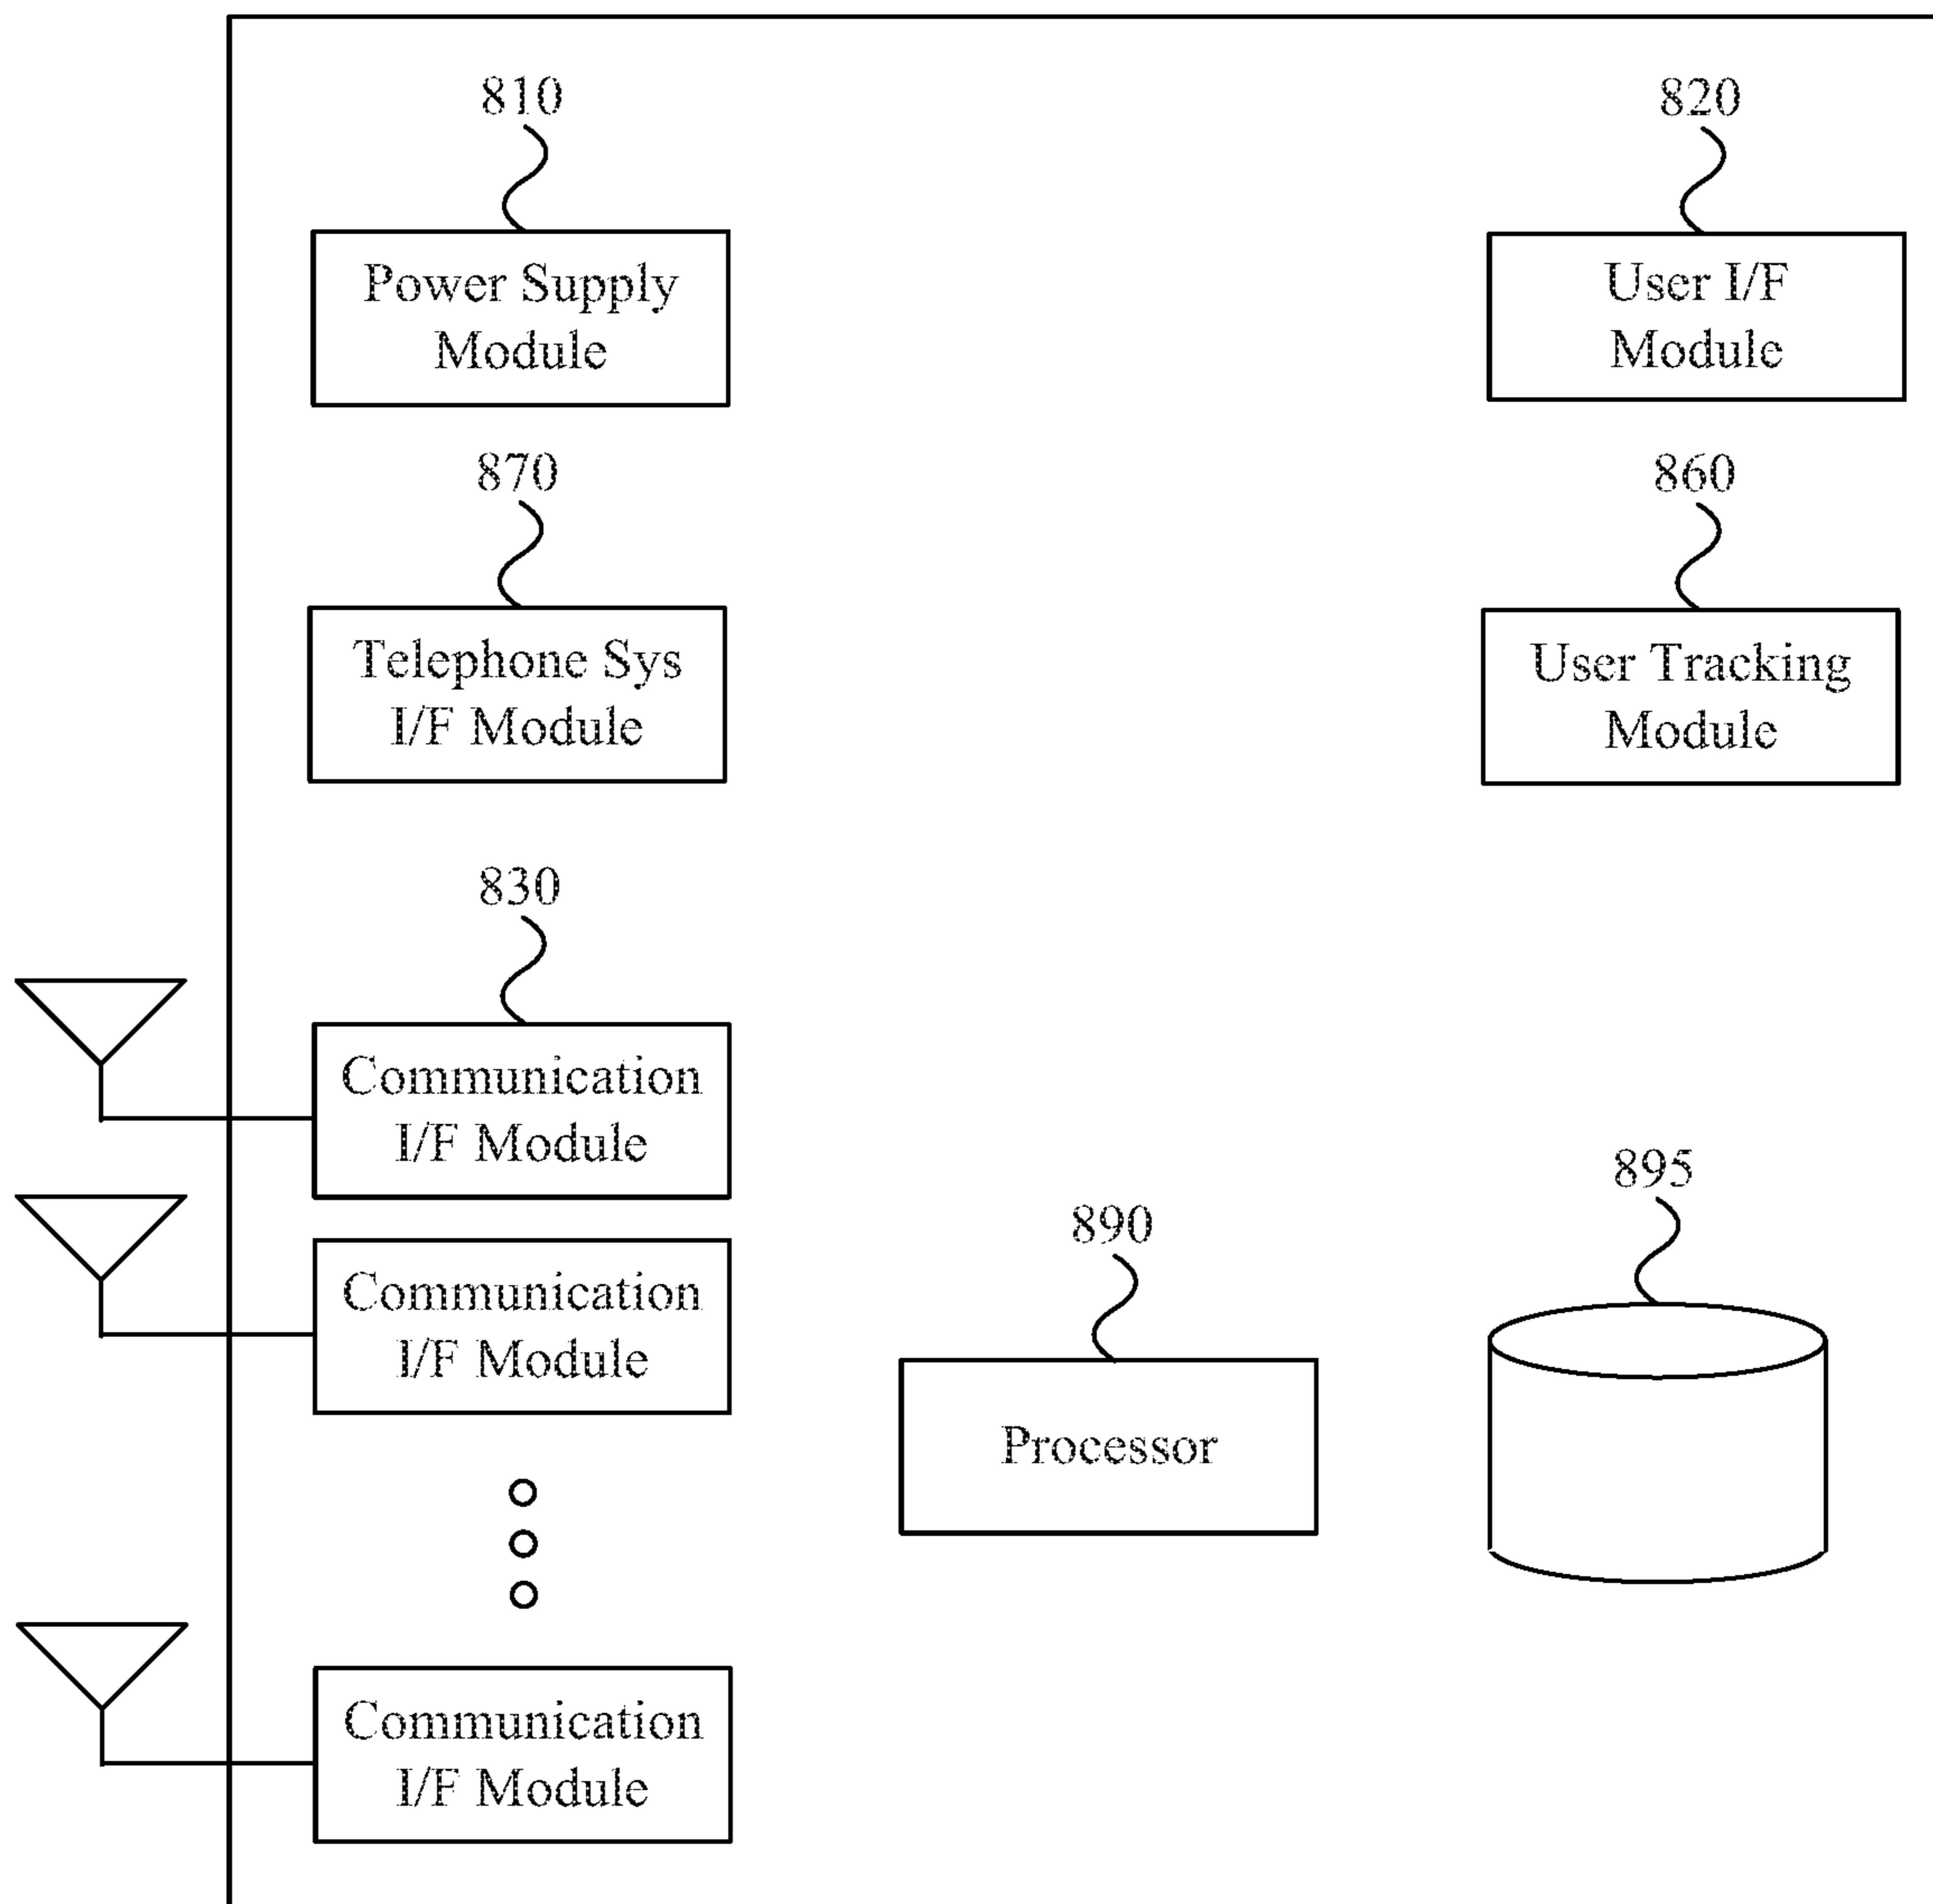 810
Power Supply
Module
820
User I/F
Module
870
Telephone Sys
I/F Module
860
User Tracking
Module
830
Communication
I/F Module
Communication
I/F Module
890
Processor
895
Communication
I/F Module